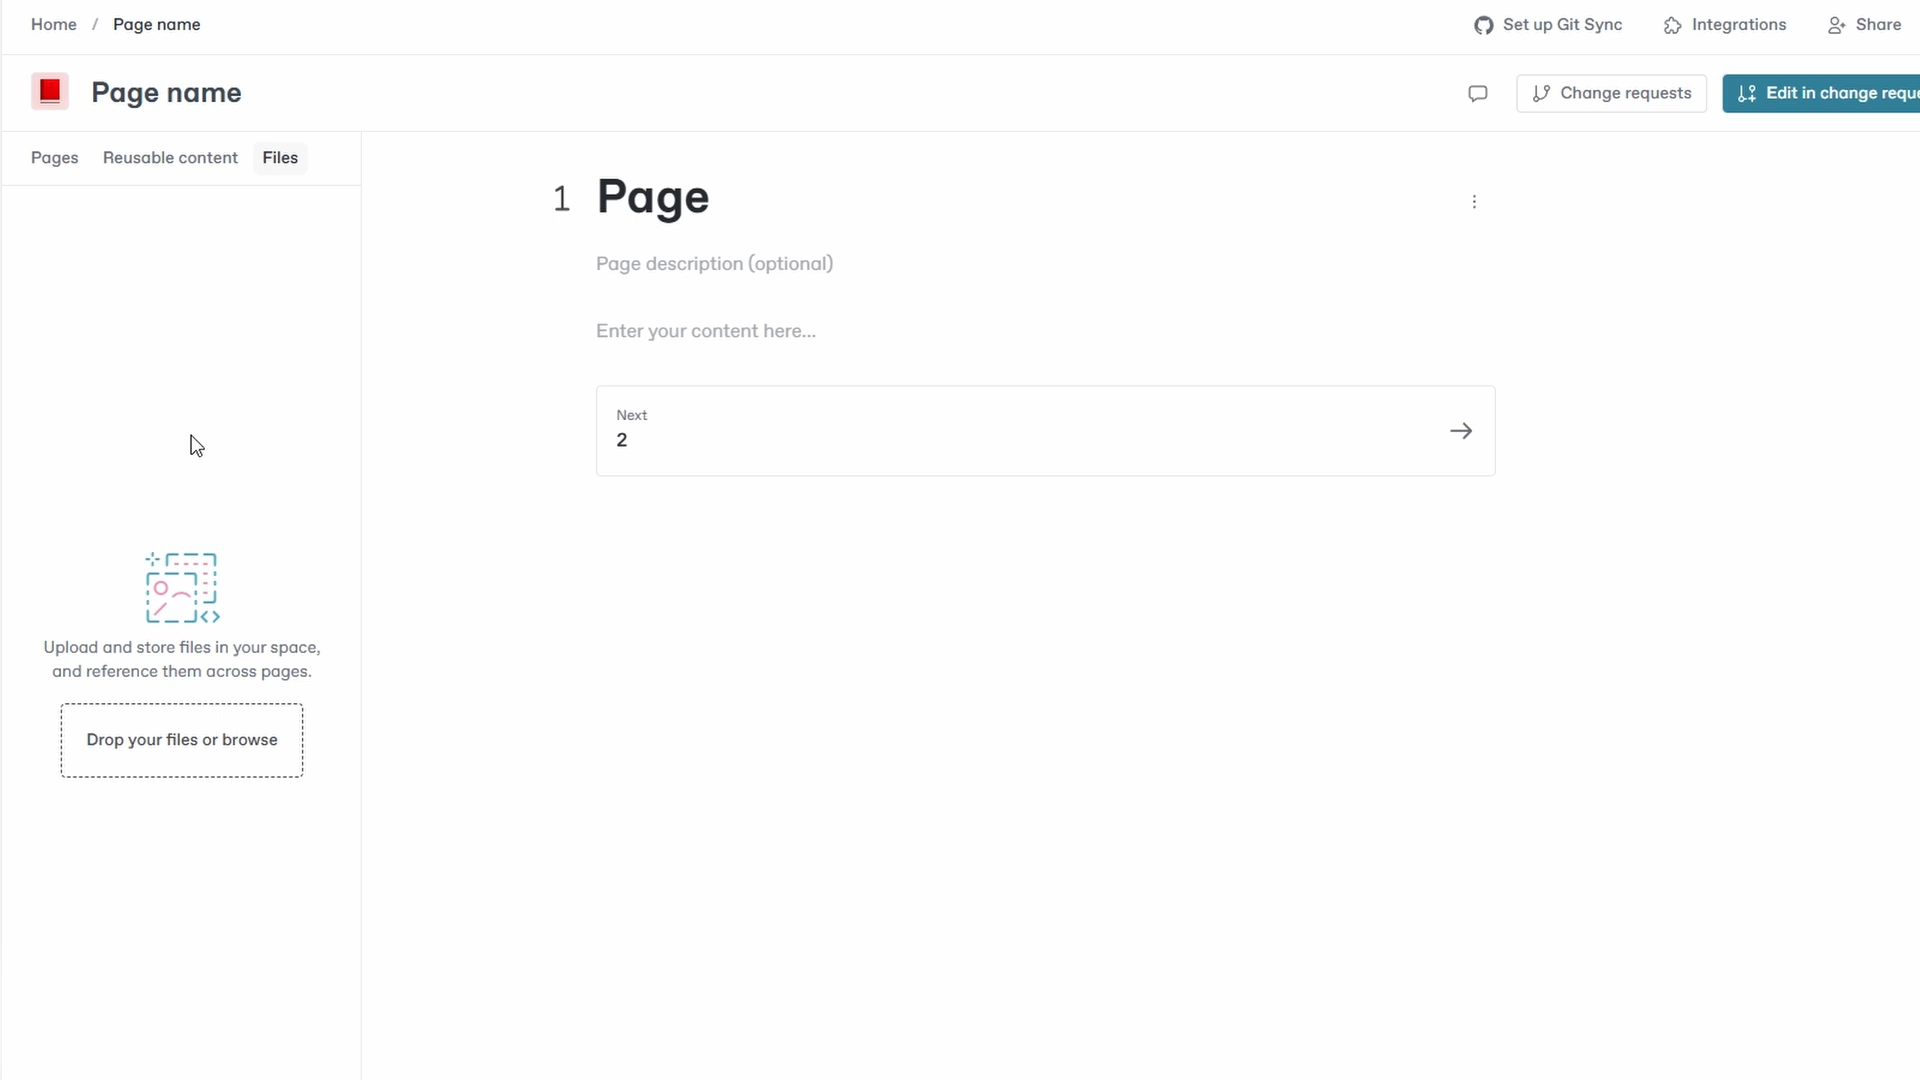 Home / Page name
Set up Git Sync
Integrations
Share
Page name
Change requests
Edit in change reque
Pages
Reusable content
Files
1 Page
Page description (optional)
Enter your content here...
Next
2
Upload and store files in your space,
and reference them across pages.
Drop your files or browse